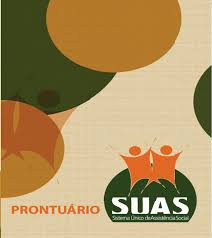 PRONTUÁRIO
SUAS
Sistema Único de Assistência Social